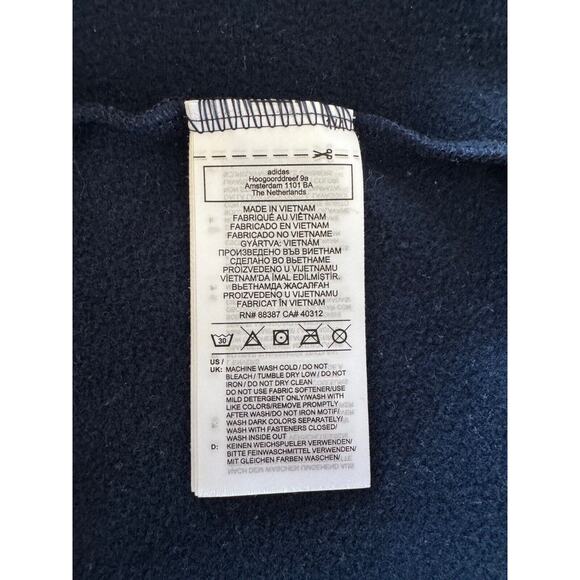 adidas
Hoogoorddreef 9a
Amsterdam 1101 BA
The Netherlands
MADE IN VIETNAM
FABRIQUÉ AU VIÊTNAM
FABRICADO EN VIETNAM
FABRICADO NO VIETNAME
GYÁRTVA: VIETNÁM
ПРОИЗВЕДЕНО ВЪВ ВИЕТНАМ
СДЕЛАНО ВО ВЬЕТНАМЕ
PROIZVEDENO U VIJETNAMU
VİETNAM'DA İMAL EDİLMİŞTİR
ВЬЕТНАМДА ЖАСАЛҒАН
PROIZVEDENO U VIJETNAMU
FABRICAT ÎN VIETNAM
RN# 88387 CA# 40312
30
US /
UK: MACHINE WASH COLD / DO NOT
BLEACH / TUMBLE DRY LOW / DO NOT
IRON / DO NOT DRY CLEAN
DO NOT USE FABRIC SOFTENER/USE
MILD DETERGENT ONLY/WASH WITH
LIKE COLORS/REMOVE PROMPTLY
AFTER WASH/DO NOT IRON MOTIF/
WASH DARK COLORS SEPARATELY/
WASH WITH FASTENERS CLOSED/
WASH INSIDE OUT
D: KEINEN WEICHSPUELER VERWENDEN/
BITTE FEINWASCHMITTEL VERWENDEN/
MIT GLEICHEN FARBEN WASCHEN/